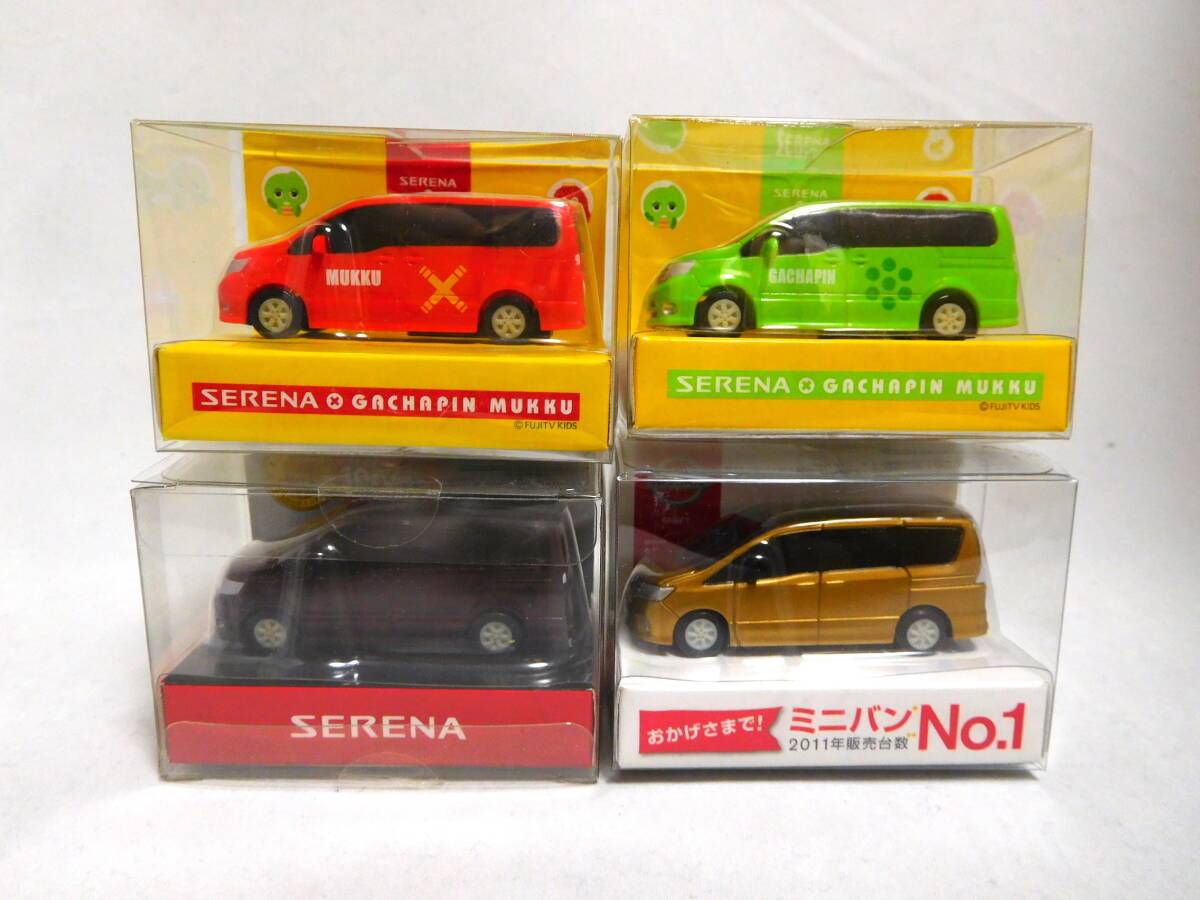 SERENA
MUKKU
SERENA × GACHAPIN MUKKU
©FUJITV KIDS
SERENA
SERENA
GACHAPIN
SERENA × GACHAPIN MUKKU
©FUJITV KIDS
SERENA
おかげさまで!
ミニバン No.1
2011年販売台数